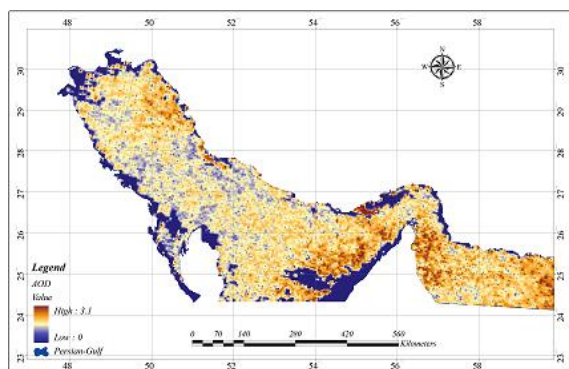 48 50 52 54 56 58
30 30
29 29
28 28
27 27
26 26
25 25
24 24
23 23
N
W E
S
Legend
AOD
Value
High : 3.1
Low : 0
Persian-Gulf
0 70 140 280 420 560
Kilometers
48 50 52 54 56 58